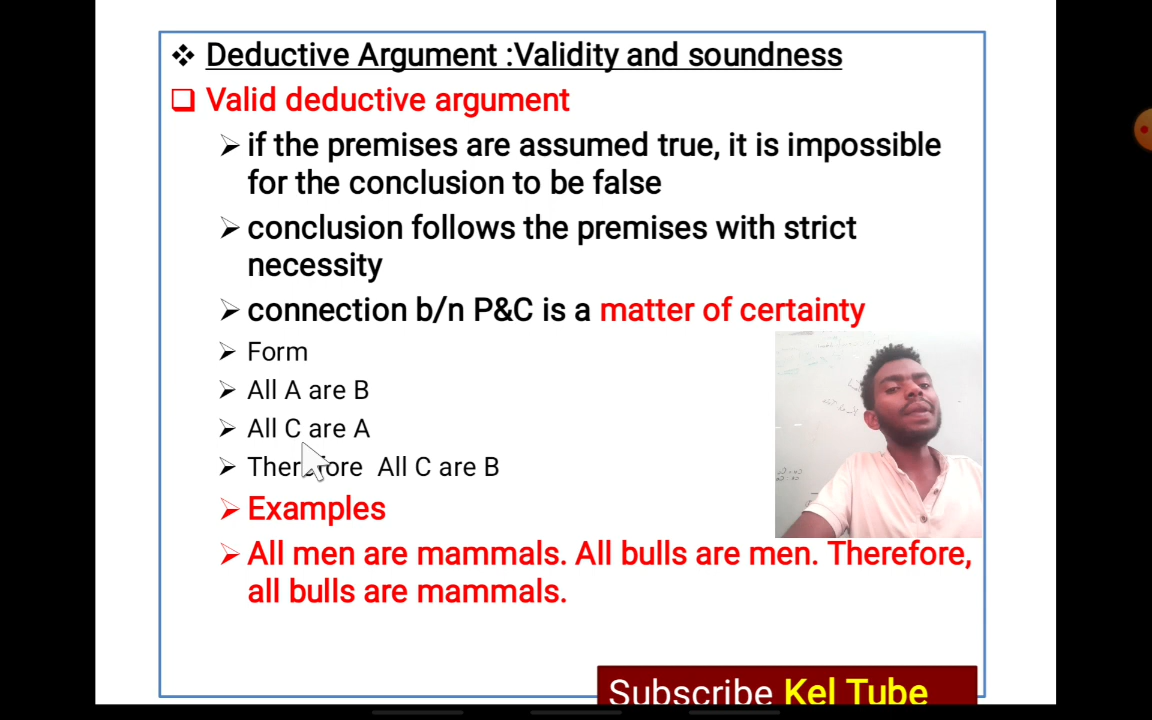 Deductive Argument :Validity and soundness
Valid deductive argument
if the premises are assumed true, it is impossible
for the conclusion to be false
conclusion follows the premises with strict
necessity
connection b/n P&C is a matter of certainty
Form
All A are B
All C are A
Therefore All C are B
Examples
All men are mammals. All bulls are men. Therefore,
all bulls are mammals.
Subscribe Kel Tube